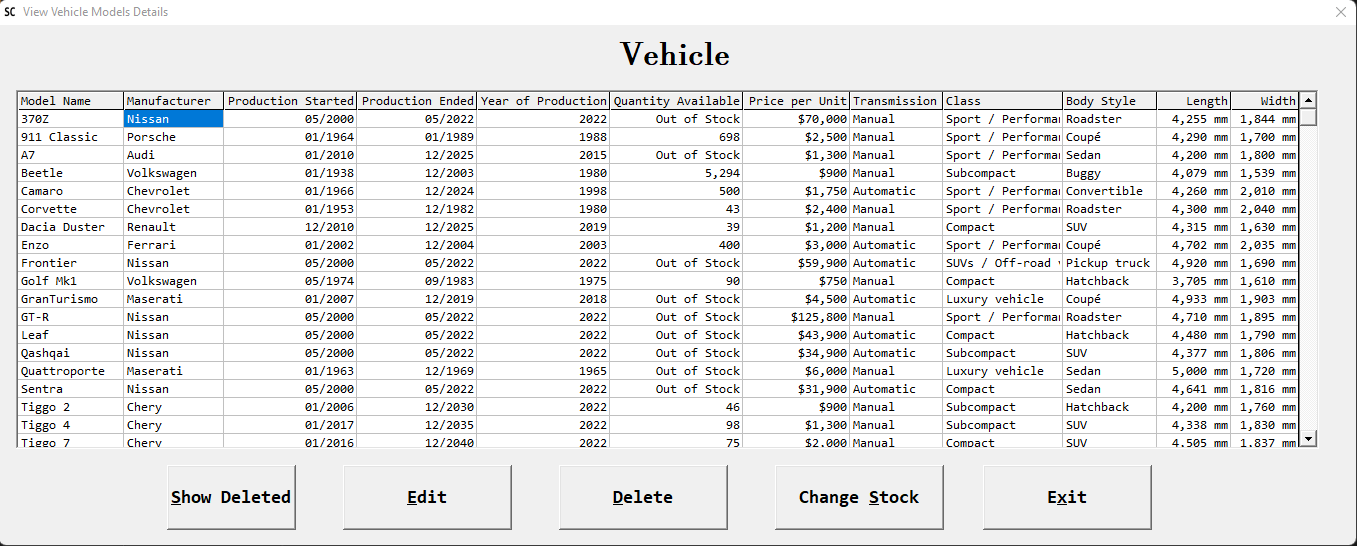 SC View Vehicle Models Details
Vehicle
Model Name Manufacturer Production Started Production Ended Year of Production Quantity Available Price per Unit Transmission Class Body Style Length Width
370Z Nissan 05/2000 05/2022 2022 Out of Stock $70,000 Manual Sport / Performa Roadster 4,255 mm 1,844 mm
911 Classic Porsche 01/1964 01/1989 1988 698 $2,500 Manual Sport / Performa Coupé 4,290 mm 1,700 mm
A7 Audi 01/2010 12/2025 2015 Out of Stock $1,300 Manual Sport / Performa Sedan 4,200 mm 1,800 mm
Beetle Volkswagen 01/1938 12/2003 1980 5,294 $900 Manual Subcompact Buggy 4,079 mm 1,539 mm
Camaro Chevrolet 01/1966 12/2024 1998 500 $1,750 Automatic Sport / Performa Convertible 4,260 mm 2,010 mm
Corvette Chevrolet 01/1953 12/1982 1980 43 $2,400 Manual Sport / Performa Roadster 4,300 mm 2,040 mm
Dacia Duster Renault 12/2010 12/2025 2019 39 $1,200 Manual Compact SUV 4,315 mm 1,630 mm
Enzo Ferrari 01/2002 12/2004 2003 400 $3,000 Automatic Sport / Performa Coupé 4,702 mm 2,035 mm
Frontier Nissan 05/2000 05/2022 2022 Out of Stock $59,900 Automatic SUVs / Off-road Pickup truck 4,920 mm 1,690 mm
Golf Mk1 Volkswagen 05/1974 09/1983 1975 90 $750 Manual Compact Hatchback 3,705 mm 1,610 mm
GranTurismo Maserati 01/2007 12/2019 2018 Out of Stock $4,500 Automatic Luxury vehicle Coupé 4,933 mm 1,903 mm
GT-R Nissan 05/2000 05/2022 2022 Out of Stock $125,800 Manual Sport / Performa Roadster 4,710 mm 1,895 mm
Leaf Nissan 05/2000 05/2022 2022 Out of Stock $43,900 Automatic Compact Hatchback 4,480 mm 1,790 mm
Qashqai Nissan 05/2000 05/2022 2022 Out of Stock $34,900 Automatic Subcompact SUV 4,377 mm 1,806 mm
Quattroporte Maserati 01/1963 12/1969 1965 Out of Stock $6,000 Manual Luxury vehicle Sedan 5,000 mm 1,720 mm
Sentra Nissan 05/2000 05/2022 2022 Out of Stock $31,900 Automatic Compact Sedan 4,641 mm 1,816 mm
Tiggo 2 Chery 01/2006 12/2030 2022 46 $900 Manual Subcompact Hatchback 4,200 mm 1,760 mm
Tiggo 4 Chery 01/2017 12/2035 2022 98 $1,300 Manual Subcompact SUV 4,338 mm 1,830 mm
Tiggo 7 Chery 01/2016 12/2040 2022 75 $2,000 Manual Compact SUV 4,505 mm 1,837 mm
Show Deleted Edit Delete Change Stock Exit